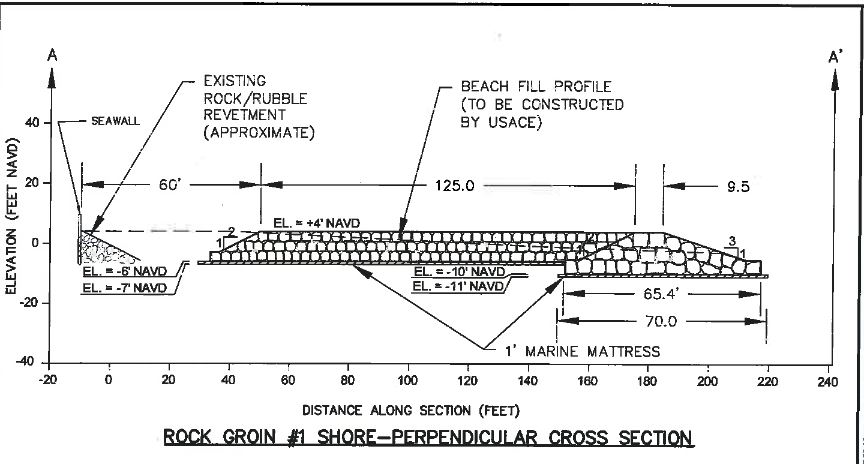 A
A'
EXISTING
ROCK/RUBBLE
REVETMENT
(APPROXIMATE)
BEACH FILL PROFILE
(TO BE CONSTRUCTED
BY USACE)
SEAWALL
40
20
0
-20
-40
ELEVATION (FEET NAVD)
60'
125.0
9.5
EL. = +4' NAVD
2
1
2
1
3
1
EL. = -6' NAVD
EL. = -7' NAVD
EL. = -10' NAVD
EL. = -11' NAVD
65.4'
70.0
1' MARINE MATTRESS
-20 0 20 40 60 80 100 120 140 160 180 200 220 240
DISTANCE ALONG SECTION (FEET)
ROCK GROIN #1 SHORE-PERPENDICULAR CROSS SECTION